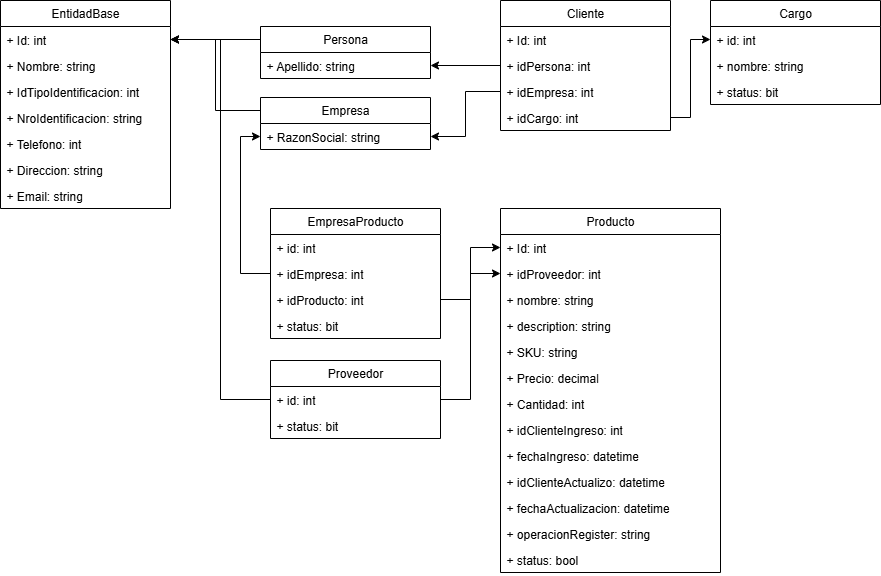 EntidadBase
+ Id: int
+ Nombre: string
+ IdTipoIdentificacion: int
+ NroIdentificacion: string
+ Telefono: int
+ Direccion: string
+ Email: string
Persona
+ Apellido: string
Empresa
+ RazonSocial: string
Cliente
+ Id: int
+ idPersona: int
+ idEmpresa: int
+ idCargo: int
Cargo
+ id: int
+ nombre: string
+ status: bit
EmpresaProducto
+ id: int
+ idEmpresa: int
+ idProducto: int
+ status: bit
Proveedor
+ id: int
+ status: bit
Producto
+ Id: int
+ idProveedor: int
+ nombre: string
+ description: string
+ SKU: string
+ Precio: decimal
+ Cantidad: int
+ idClienteIngreso: int
+ fechaIngreso: datetime
+ idClienteActualizo: datetime
+ fechaActualizacion: datetime
+ operacionRegister: string
+ status: bool